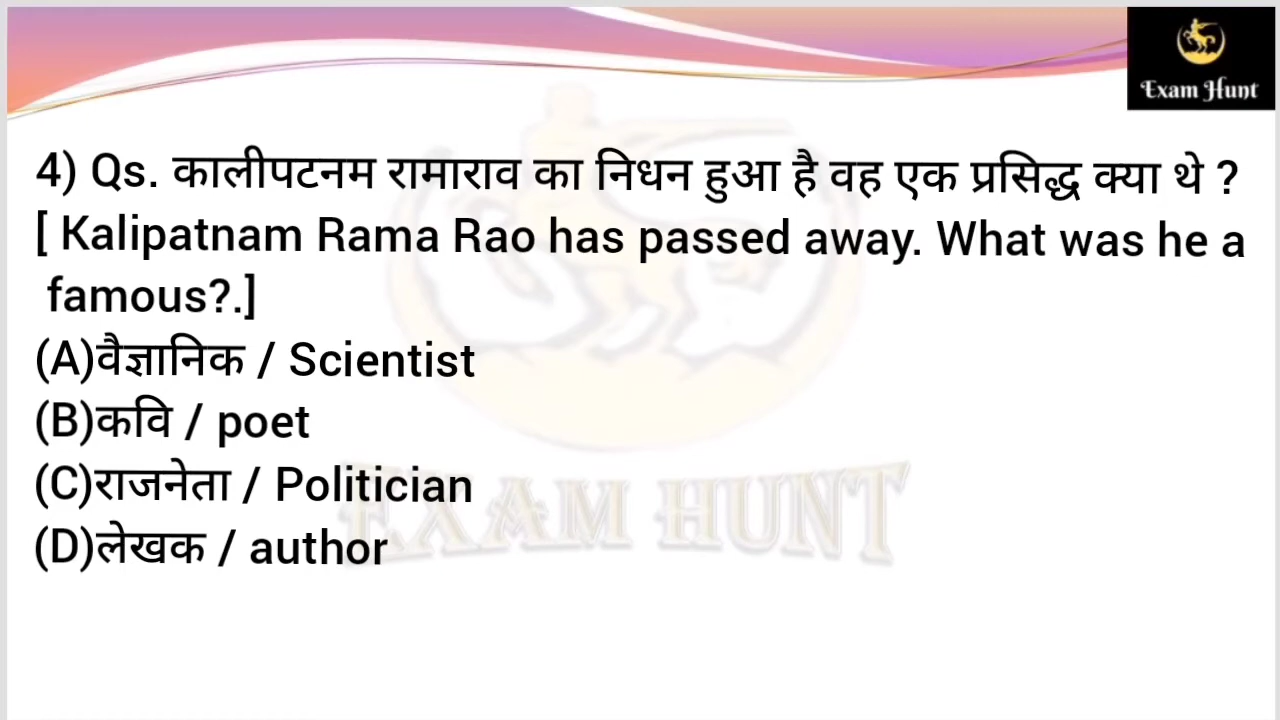 Exam Hunt
4) Qs. कालीपटनम रामाराव का निधन हुआ है वह एक प्रसिद्ध क्या थे ?
[ Kalipatnam Rama Rao has passed away. What was he a
famous?.]
(A)वैज्ञानिक / Scientist
(B)कवि / poet
(C)राजनेता / Politician
(D)लेखक / author
EXAM HUNT